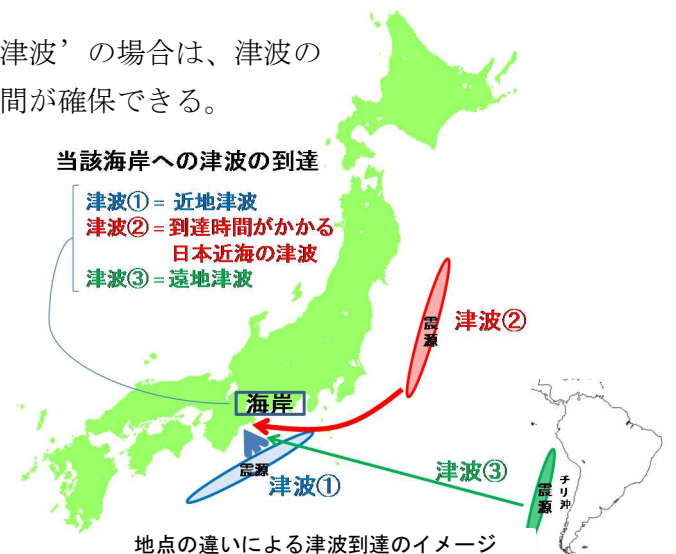 津波’の場合は、津波の
間が確保できる。
当該海岸への津波の到達
津波①＝ 近地津波
津波②＝到達時間がかかる
日本近海の津波
津波③＝遠地津波
震源
津波②
海岸
震源
津波①
津波③
震源
チリ沖
地点の違いによる津波到達のイメージ